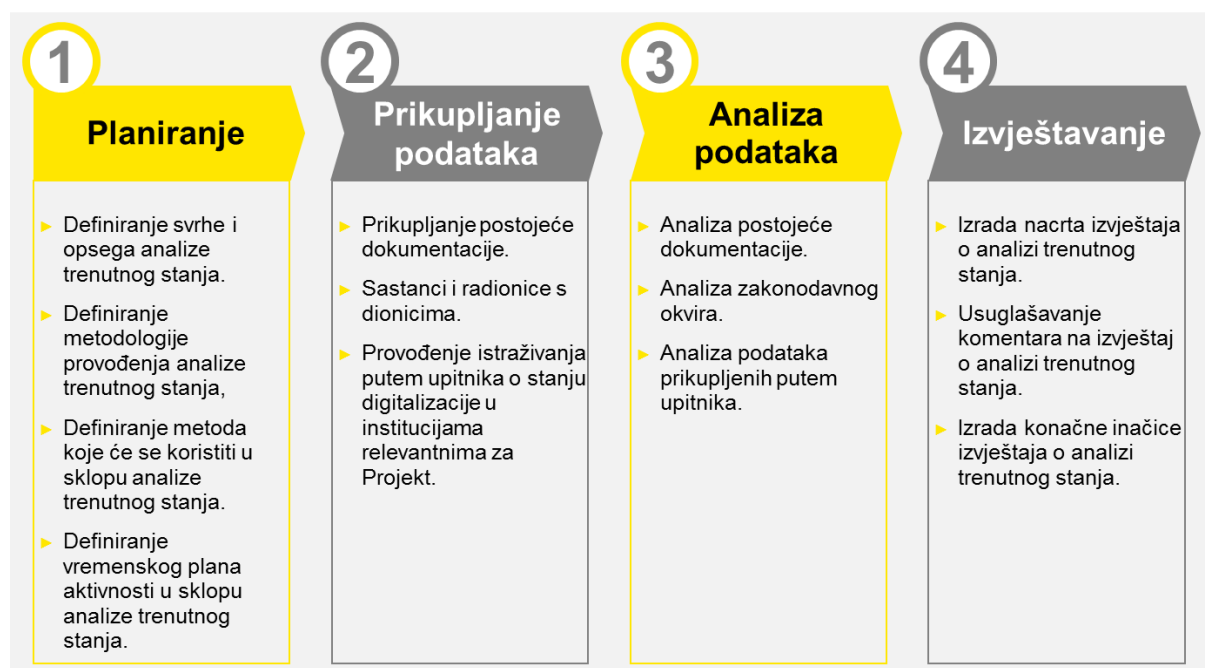 1
Planiranje
► Definiranje svrhe i
opsega analize
trenutnog stanja.
► Definiranje
metodologije
provođenja analize
trenutnog stanja,
► Definiranje metoda
koje će se koristiti u
sklopu analize
trenutnog stanja.
► Definiranje
vremenskog plana
aktivnosti u sklopu
analize trenutnog
stanja.
2
Prikupljanje
podataka
► Prikupljanje postojeće
dokumentacije.
► Sastanci i radionice s
dionicima.
► Provođenje istraživanja
putem upitnika o stanju
digitalizacije u
institucijama
relevantnima za
Projekt.
3
Analiza
podataka
► Analiza postojeće
dokumentacije.
► Analiza zakonodavnog
okvira.
► Analiza podataka
prikupljenih putem
upitnika.
4
Izvještavanje
► Izrada nacrta izvještaja
o analizi trenutnog
stanja.
► Usuglašavanje
komentara na izvještaj
o analizi trenutnog
stanja.
► Izrada konačne inačice
izvještaja o analizi
trenutnog stanja.